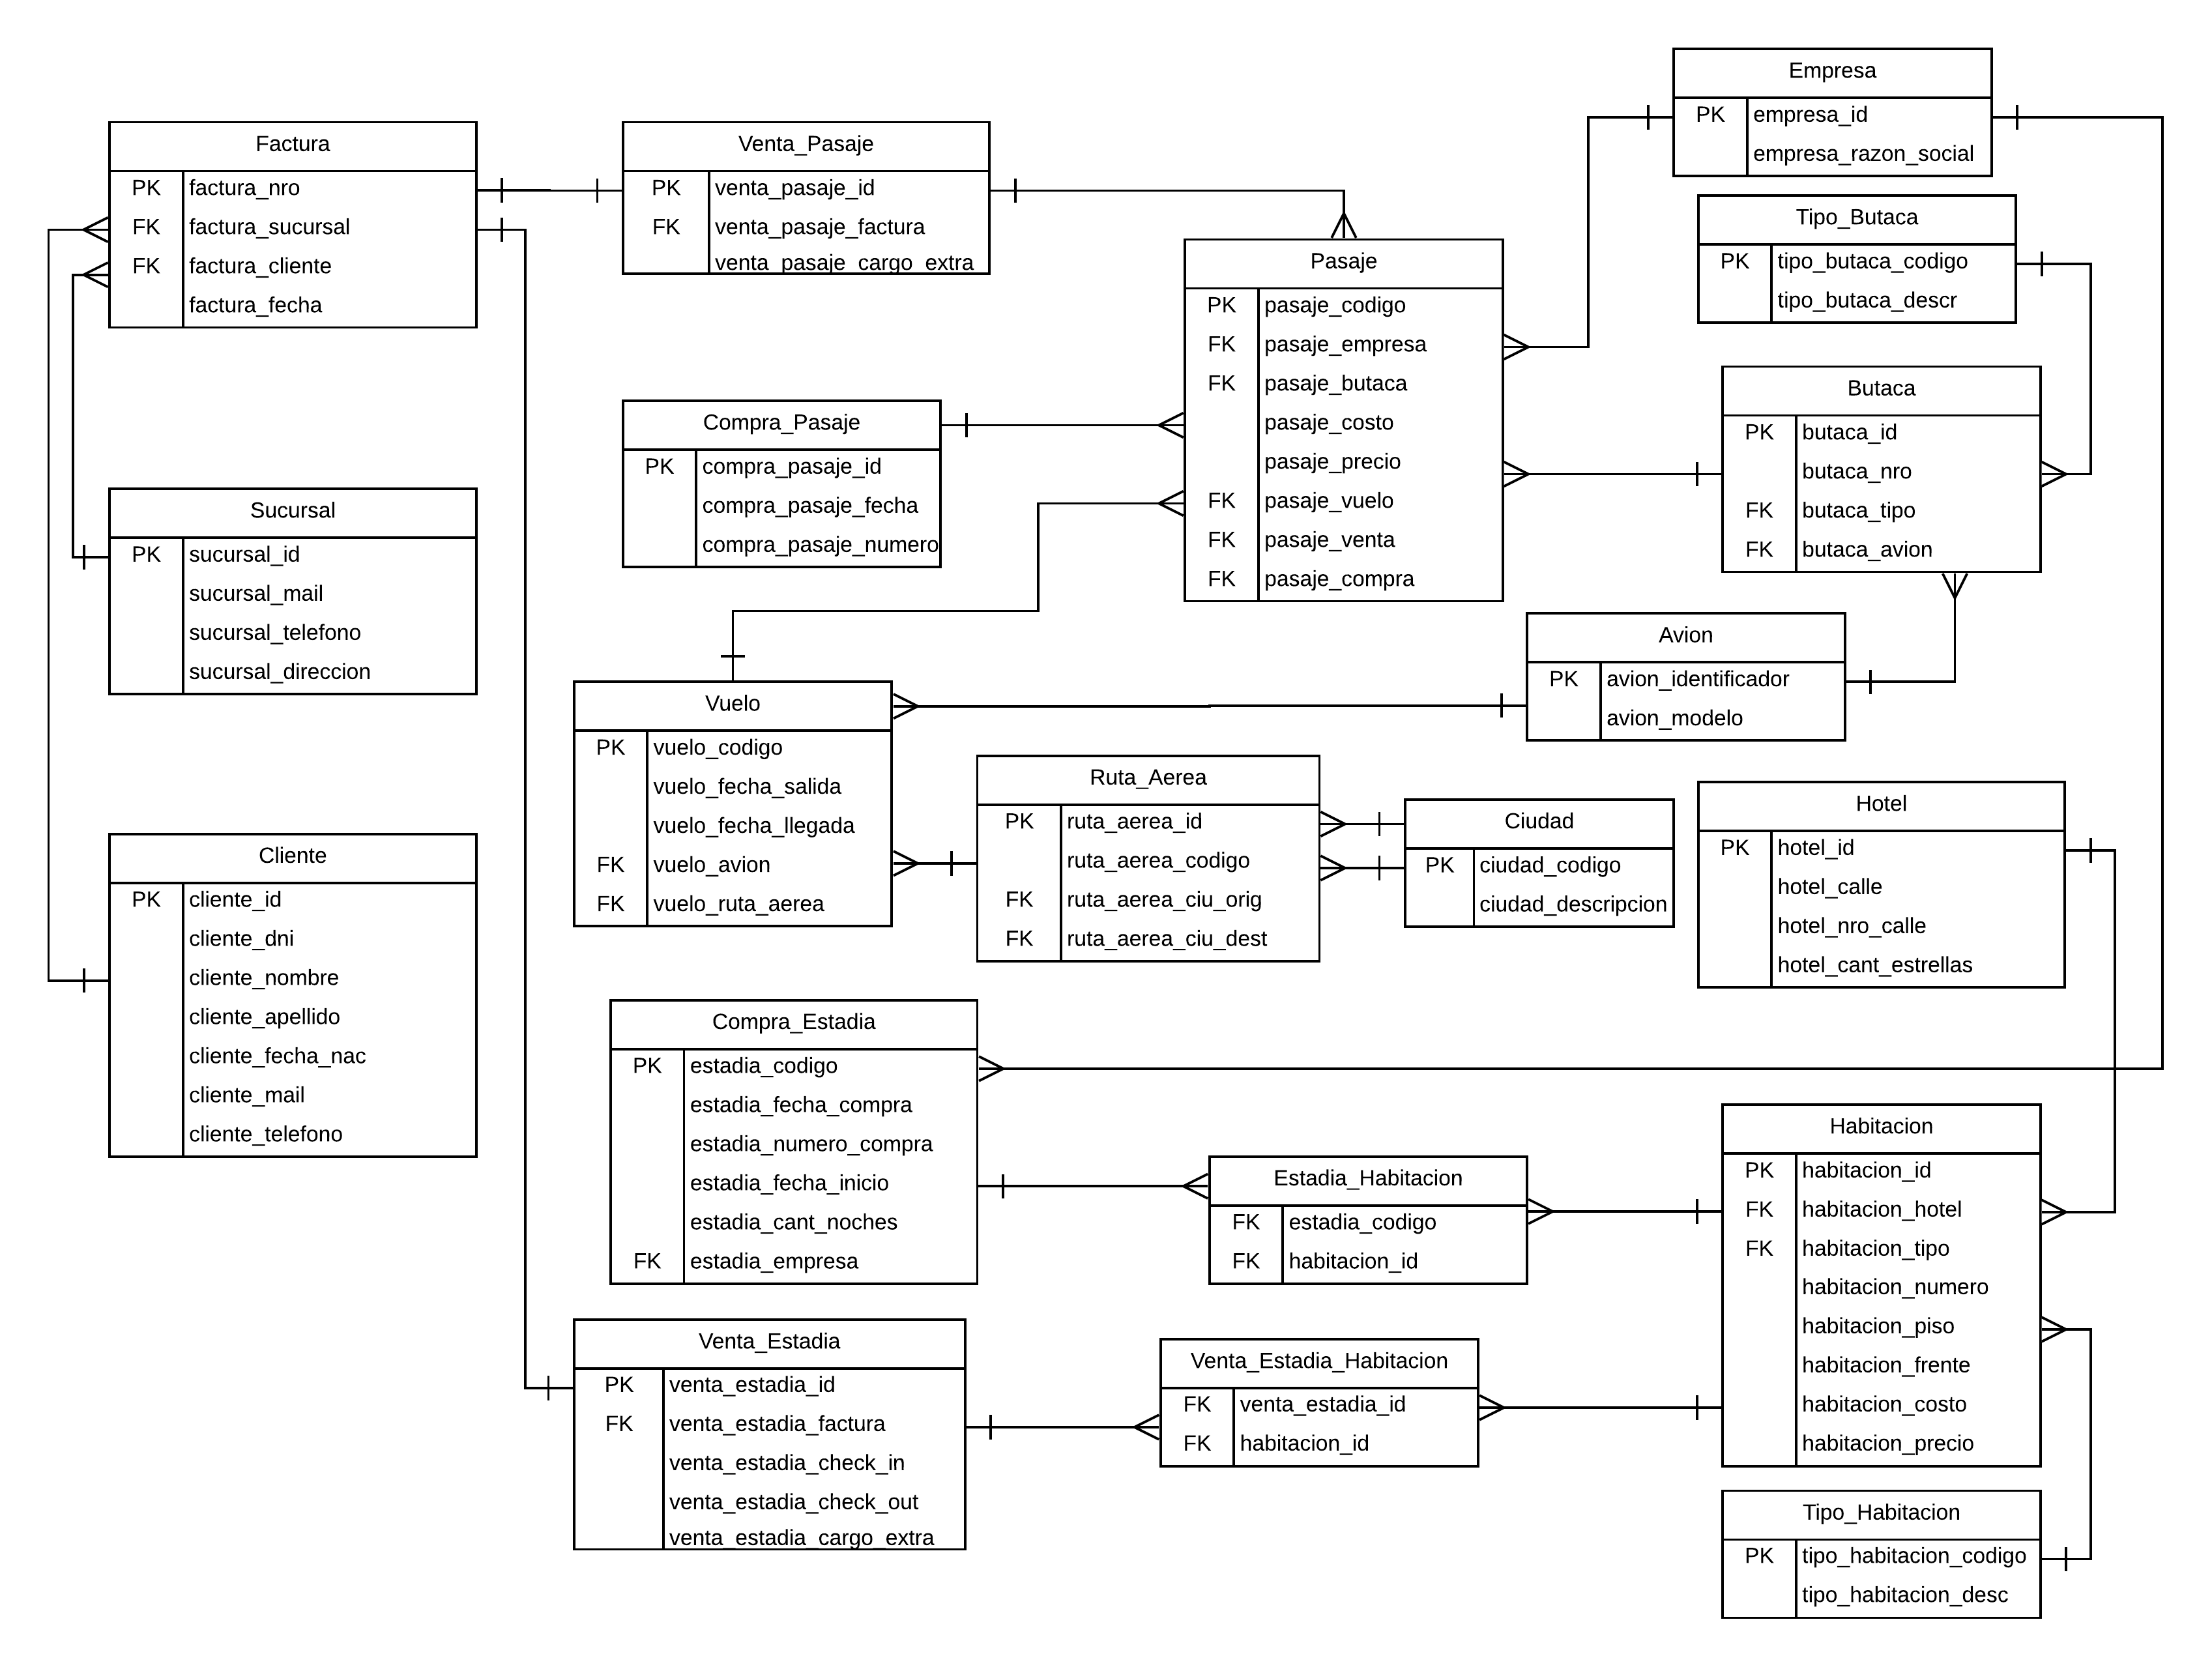 Empresa
PK empresa_id
empresa_razon_social
Factura
PK factura_nro
FK factura_sucursal
FK factura_cliente
factura_fecha
Venta_Pasaje
PK venta_pasaje_id
FK venta_pasaje_factura
venta_pasaje_cargo_extra
Tipo_Butaca
PK tipo_butaca_codigo
tipo_butaca_descr
Pasaje
PK pasaje_codigo
FK pasaje_empresa
FK pasaje_butaca
pasaje_costo
pasaje_precio
FK pasaje_vuelo
FK pasaje_venta
FK pasaje_compra
Butaca
PK butaca_id
butaca_nro
FK butaca_tipo
FK butaca_avion
Compra_Pasaje
PK compra_pasaje_id
compra_pasaje_fecha
compra_pasaje_numero
Sucursal
PK sucursal_id
sucursal_mail
sucursal_telefono
sucursal_direccion
Avion
PK avion_identificador
avion_modelo
Vuelo
PK vuelo_codigo
vuelo_fecha_salida
vuelo_fecha_llegada
FK vuelo_avion
FK vuelo_ruta_aerea
Ruta_Aerea
PK ruta_aerea_id
ruta_aerea_codigo
FK ruta_aerea_ciu_orig
FK ruta_aerea_ciu_dest
Ciudad
PK ciudad_codigo
ciudad_descripcion
Hotel
PK hotel_id
hotel_calle
hotel_nro_calle
hotel_cant_estrellas
Cliente
PK cliente_id
cliente_dni
cliente_nombre
cliente_apellido
cliente_fecha_nac
cliente_mail
cliente_telefono
Compra_Estadia
PK estadia_codigo
estadia_fecha_compra
estadia_numero_compra
estadia_fecha_inicio
estadia_cant_noches
FK estadia_empresa
Estadia_Habitacion
FK estadia_codigo
FK habitacion_id
Habitacion
PK habitacion_id
FK habitacion_hotel
FK habitacion_tipo
habitacion_numero
habitacion_piso
habitacion_frente
habitacion_costo
habitacion_precio
Venta_Estadia
PK venta_estadia_id
FK venta_estadia_factura
venta_estadia_check_in
venta_estadia_check_out
venta_estadia_cargo_extra
Venta_Estadia_Habitacion
FK venta_estadia_id
FK habitacion_id
Tipo_Habitacion
PK tipo_habitacion_codigo
tipo_habitacion_desc